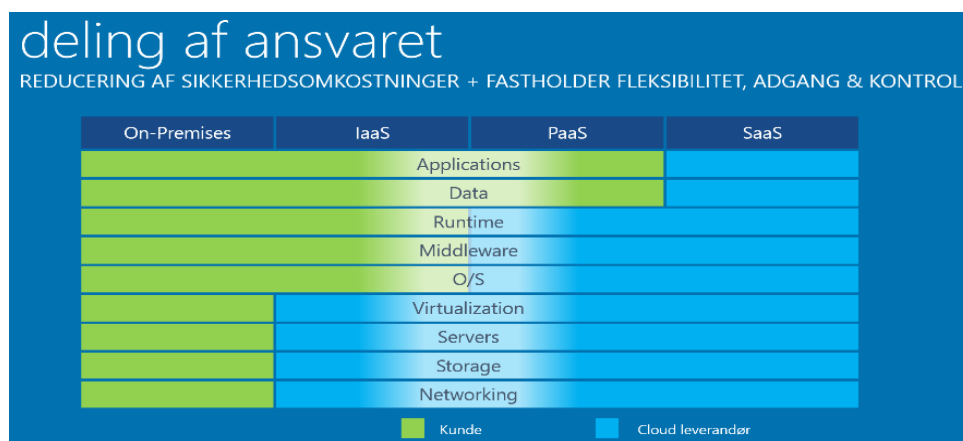 deling af ansvaret
REDUCERING AF SIKKERHEDSOMKOSTNINGER + FASTHOLDER FLEKSIBILITET, ADGANG & KONTROL
On-Premises IaaS PaaS SaaS
Applications
Data
Runtime
Middleware
O/S
Virtualization
Servers
Storage
Networking
Kunde Cloud leverandør